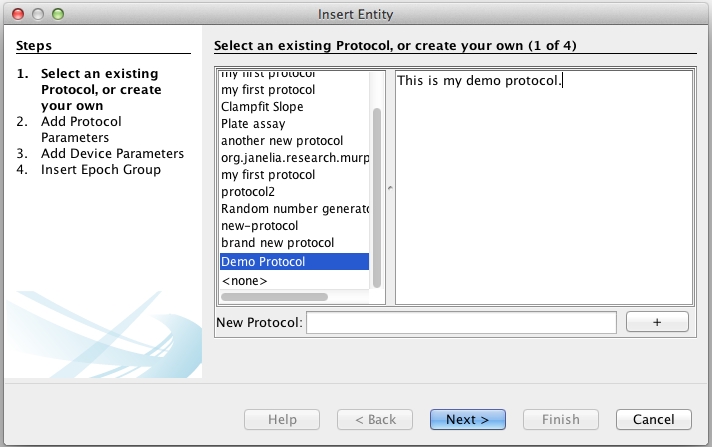 Insert Entity
Steps
1. Select an existing
Protocol, or create
your own
2. Add Protocol
Parameters
3. Add Device Parameters
4. Insert Epoch Group
Select an existing Protocol, or create your own (1 of 4)
my first protocol
my first protocol
Clampfit Slope
Plate assay
another new protocol
org.janelia.research.murp
my first protocol
protocol2
Random number generato
new-protocol
brand new protocol
Demo Protocol
<none>
This is my demo protocol.
New Protocol:
+
Help
< Back
Next >
Finish
Cancel